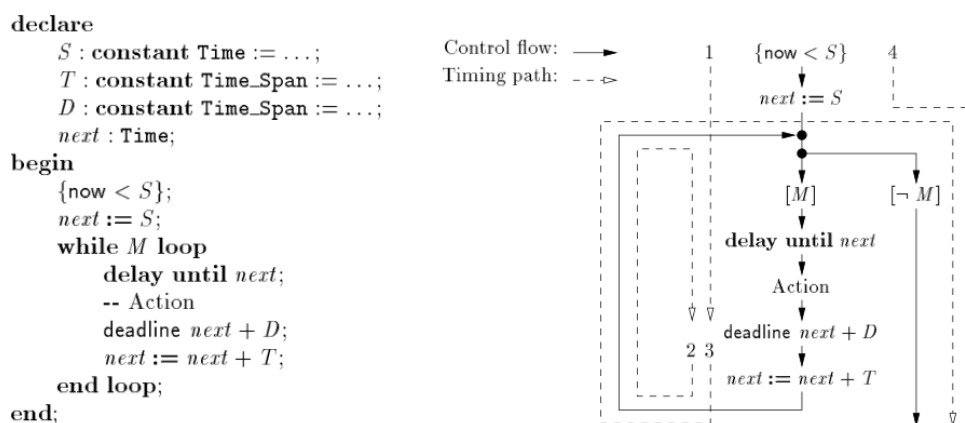 declare
S : constant Time := ...;
T : constant Time_Span := ...;
D : constant Time_Span := ...;
next : Time;
begin
{now < S};
next := S;
while M loop
delay until next;
-- Action
deadline next + D;
next := next + T;
end loop;
end;
Control flow:
Timing path:
1
{now < S}
4
next := S
[M]
[¬ M]
delay until next
Action
deadline next + D
2 3
next := next + T